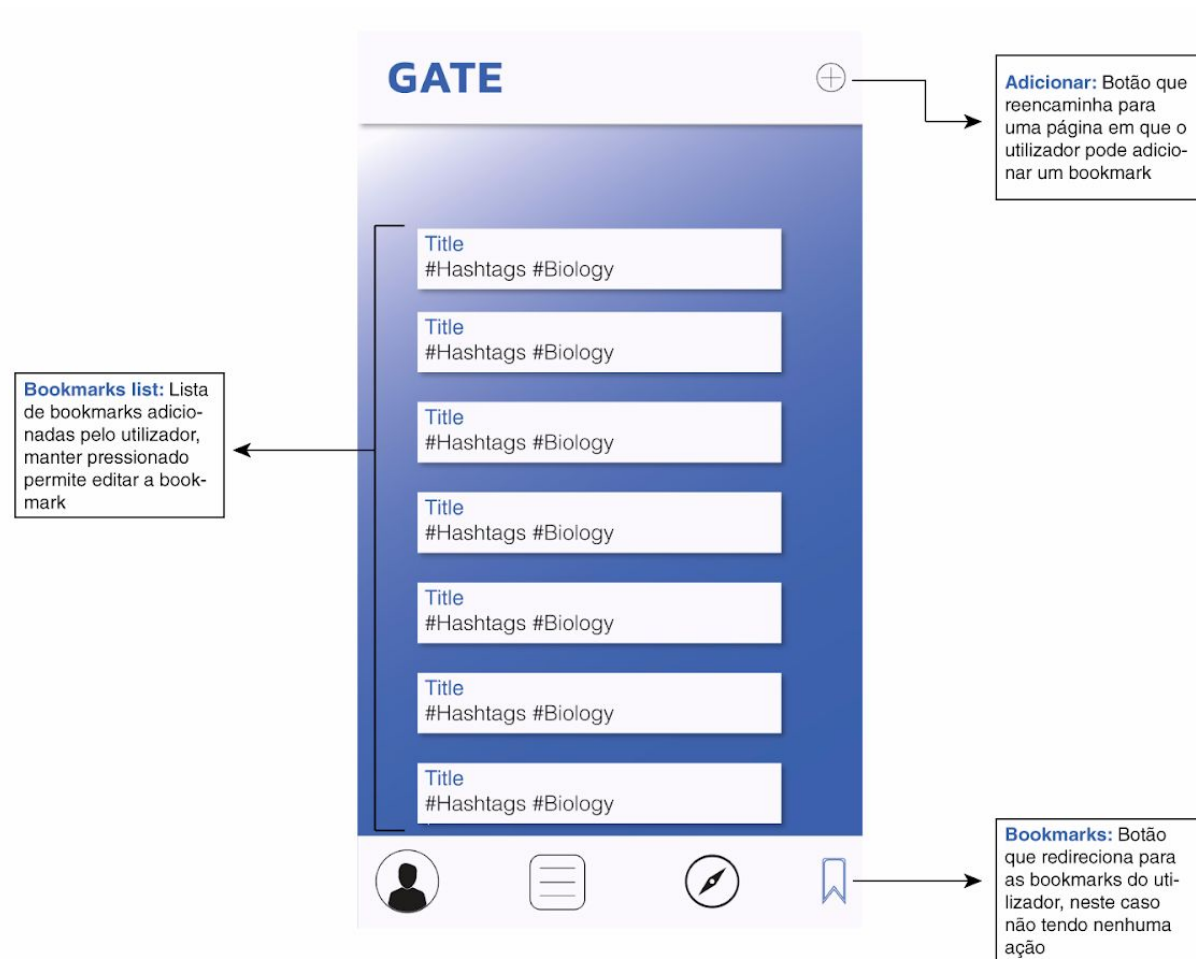 GATE
Adicionar: Botão que
reencaminha para
uma página em que o
utilizador pode adicio-
nar um bookmark
Title
#Hashtags #Biology
Title
#Hashtags #Biology
Title
#Hashtags #Biology
Title
#Hashtags #Biology
Title
#Hashtags #Biology
Title
#Hashtags #Biology
Title
#Hashtags #Biology
Bookmarks list: Lista
de bookmarks adicio-
nadas pelo utilizador,
manter pressionado
permite editar a book-
mark
Bookmarks: Botão
que redireciona para
as bookmarks do uti-
lizador, neste caso
não tendo nenhuma
ação